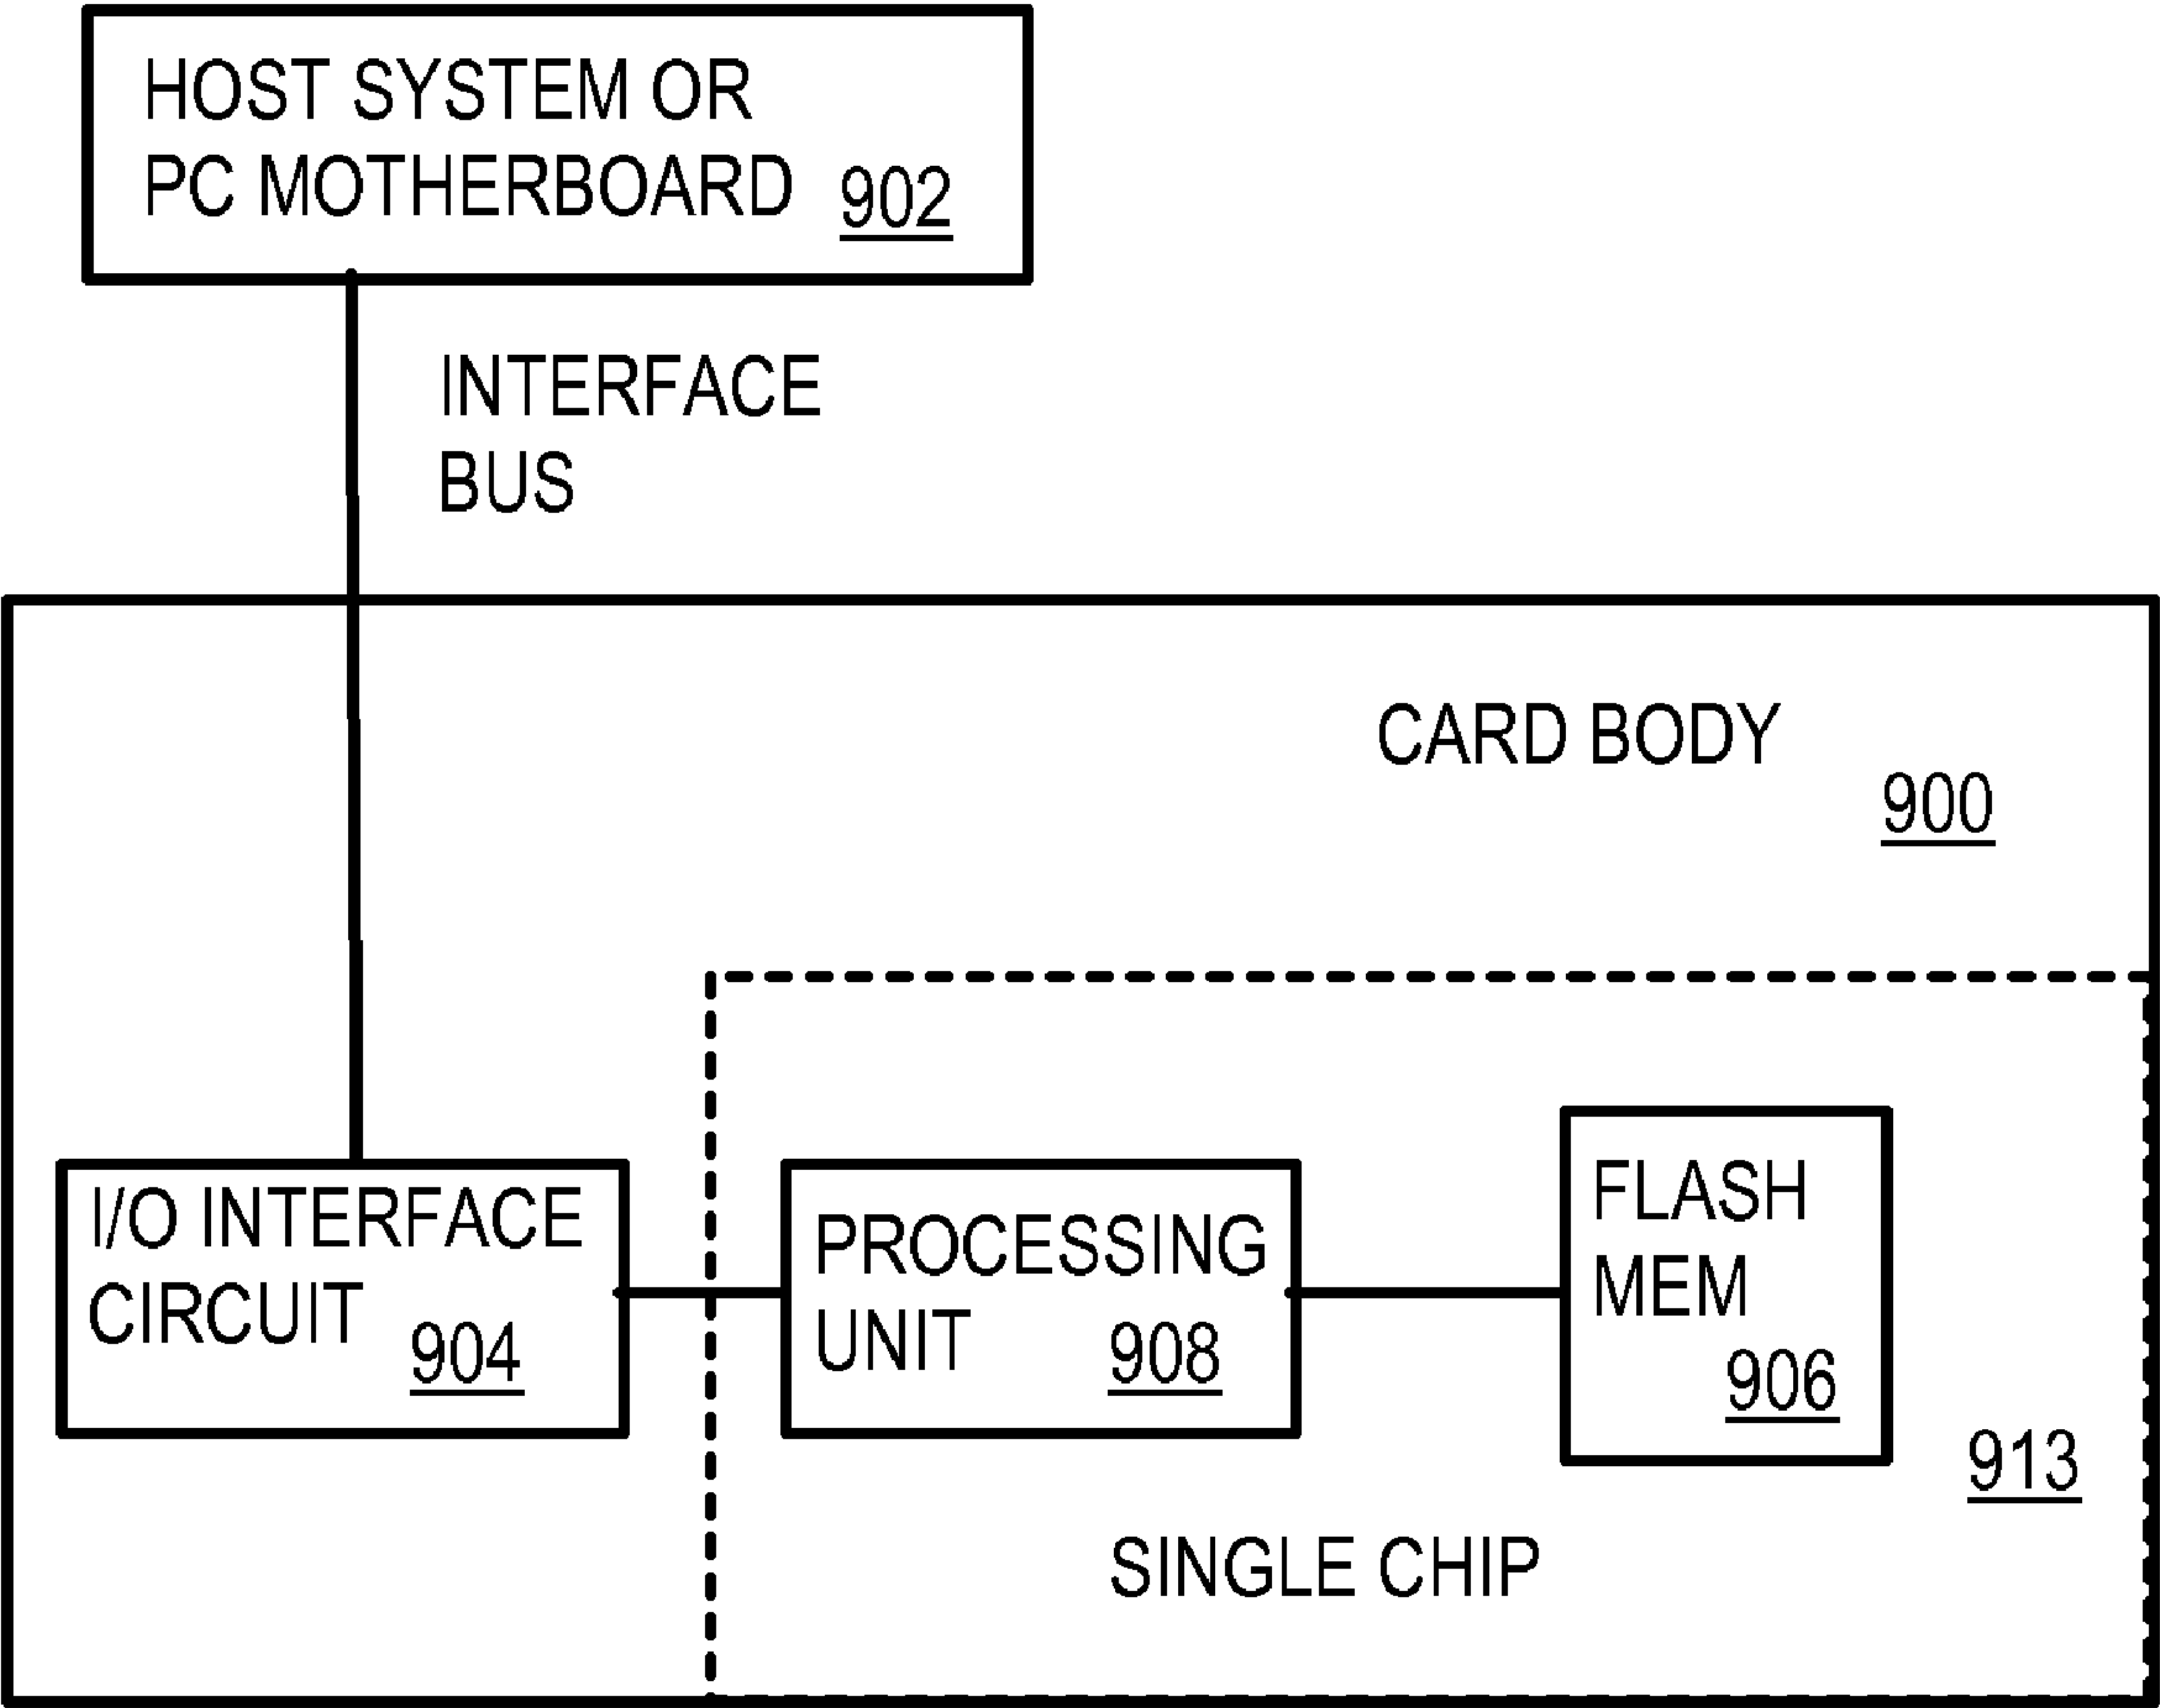 HOST SYSTEM OR
PC MOTHERBOARD 902
INTERFACE
BUS
CARD BODY
900
I/O INTERFACE
CIRCUIT
904
PROCESSING
UNIT
908
FLASH
MEM
906
913
SINGLE CHIP